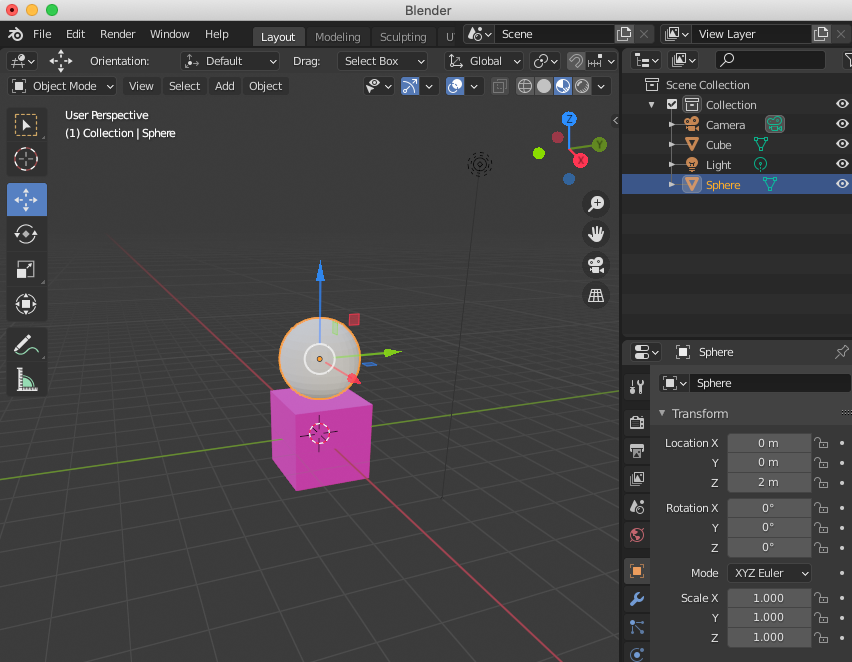 Blender
File Edit Render Window Help Layout Modeling Sculpting U Scene View Layer
Orientation: Default Drag: Select Box Global
Object Mode View Select Add Object
User Perspective
(1) Collection | Sphere
Z
Y
X
Scene Collection
Collection
Camera
Cube
Light
Sphere
Sphere
Sphere
Transform
Location X 0 m
Y 0 m
Z 2 m
Rotation X 0°
Y 0°
Z 0°
Mode XYZ Euler
Scale X 1.000
Y 1.000
Z 1.000